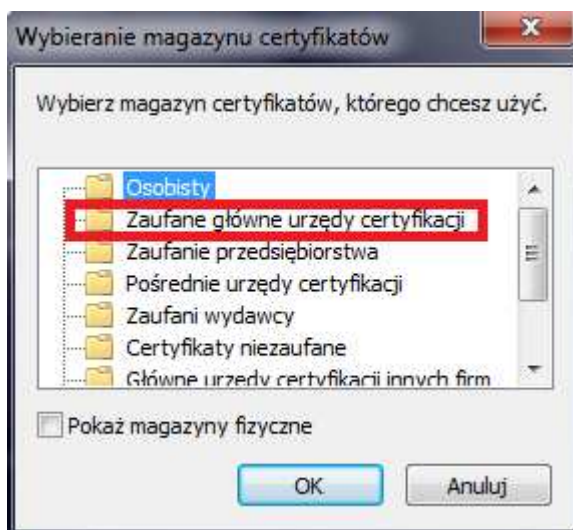 Wybieranie magazynu certyfikatów
Wybierz magazyn certyfikatów, którego chcesz użyć.
Osobisty
Zaufane główne urzędy certyfikacji
Zaufanie przedsiębiorstwa
Pośrednie urzędy certyfikacji
Zaufani wydawcy
Certyfikaty niezaufane
Główne urzędy certyfikacji innych firm
Pokaż magazyny fizyczne
OK Anuluj